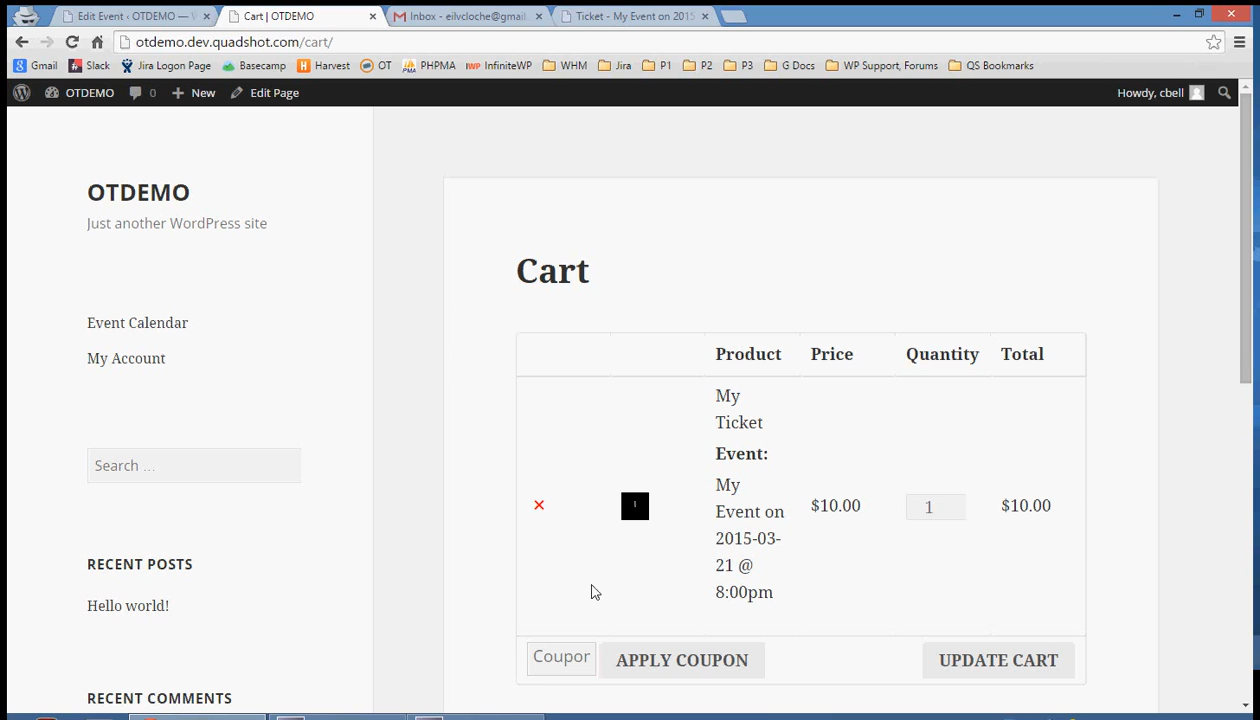 Edit Event ‹ OTDEMO —
Cart | OTDEMO
Inbox - eilvcloche@gmail
Ticket - My Event on 2015
otdemo.dev.quadshot.com/cart/
Gmail
Slack
Jira Logon Page
Basecamp
Harvest
OT
PHPMA
InfiniteWP
WHM
Jira
P1
P2
P3
G Docs
WP Support, Forums
QS Bookmarks
OTDEMO
0
New
Edit Page
Howdy, cbell
OTDEMO
Just another WordPress site
Event Calendar
My Account
Search …
RECENT POSTS
Hello world!
RECENT COMMENTS
Cart
Product Price Quantity Total
My
Ticket
Event:
My
Event on
2015-03-
21 @
8:00pm
$10.00
1
$10.00
Coupon
APPLY COUPON
UPDATE CART